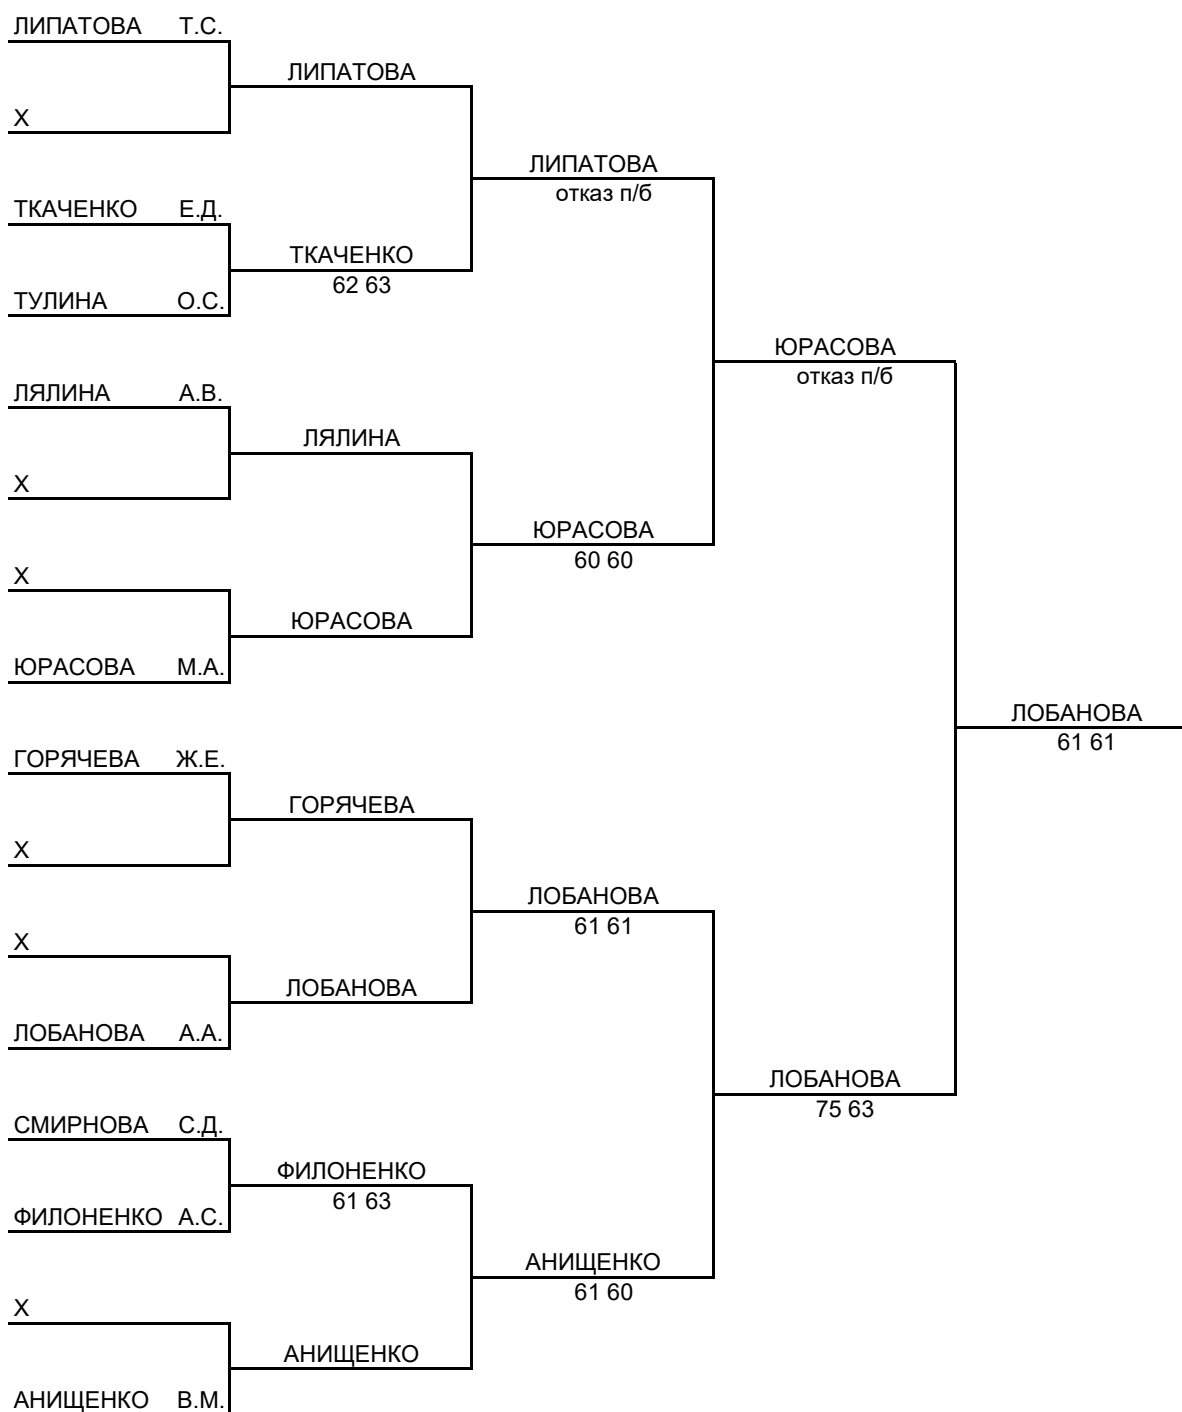 ЛИПАТОВА Т.С.
ЛИПАТОВА
Х
ЛИПАТОВА
отказ п/б
ТКАЧЕНКО Е.Д.
ТКАЧЕНКО
62 63
ТУЛИНА О.С.
ЮРАСОВА
отказ п/б
ЛЯЛИНА А.В.
ЛЯЛИНА
Х
ЮРАСОВА
60 60
Х
ЮРАСОВА
ЮРАСОВА М.А.
ЛОБАНОВА
61 61
ГОРЯЧЕВА Ж.Е.
ГОРЯЧЕВА
Х
ЛОБАНОВА
61 61
Х
ЛОБАНОВА
ЛОБАНОВА А.А.
ЛОБАНОВА
75 63
СМИРНОВА С.Д.
ФИЛОНЕНКО
61 63
ФИЛОНЕНКО А.С.
АНИЩЕНКО
61 60
Х
АНИЩЕНКО
АНИЩЕНКО В.М.